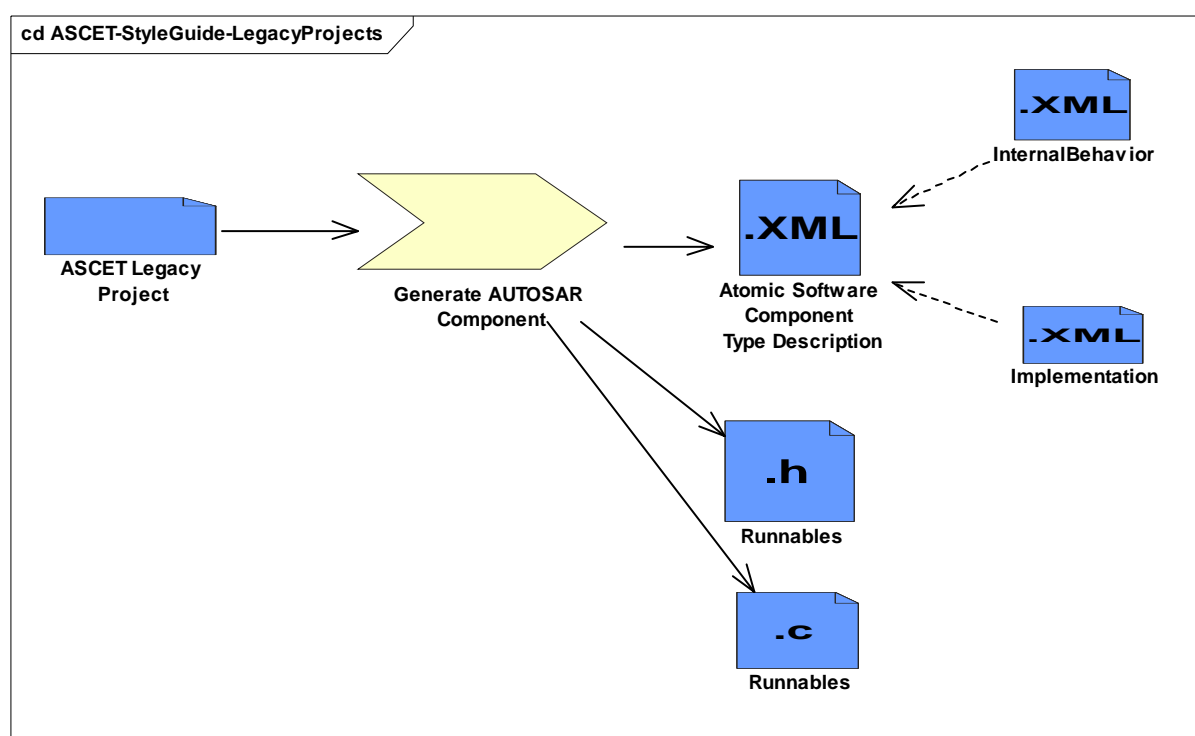 cd ASCET-StyleGuide-LegacyProjects
.XML
InternalBehavior
.XML
ASCET Legacy
Project
Generate AUTOSAR
Component
Atomic Software
Component
Type Description
.XML
Implementation
.h
Runnables
.c
Runnables